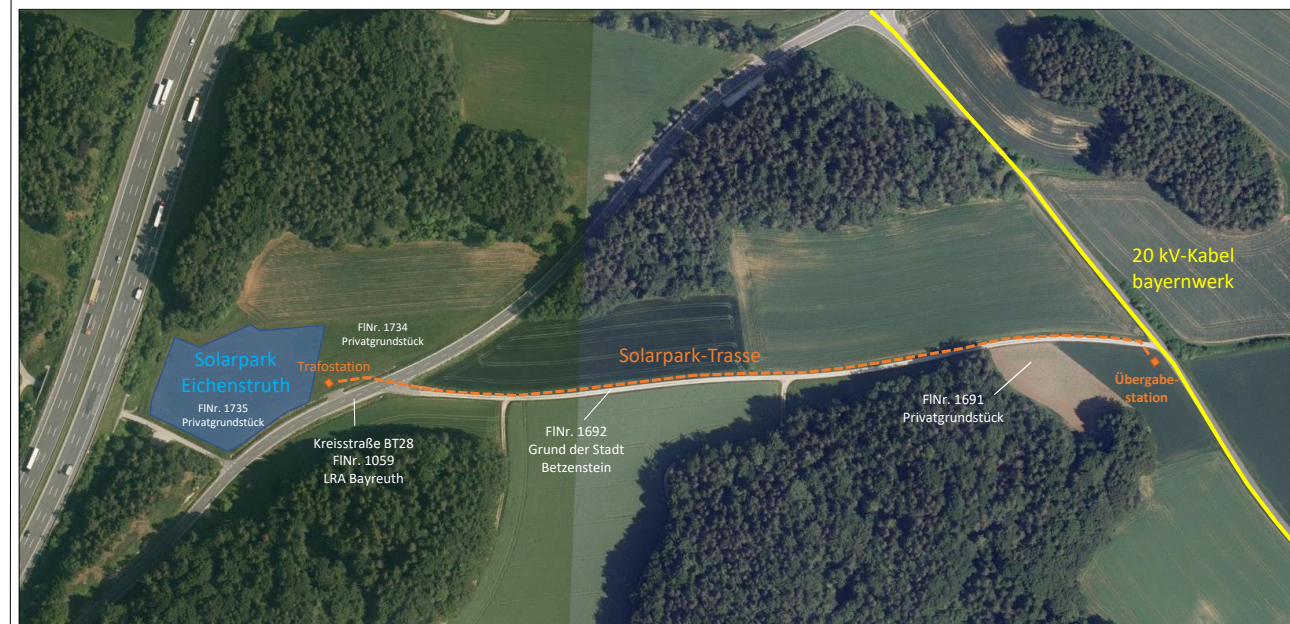 20 kV-Kabel
bayernwerk
FlNr. 1734
Privatgrundstück
Solarpark
Eichenstruth
Trafostation
Solarpark-Trasse
FlNr. 1735
Privatgrundstück
Übergabe-
station
FlNr. 1691
Privatgrundstück
Kreisstraße BT28
FlNr. 1059
LRA Bayreuth
FlNr. 1692
Grund der Stadt
Betzenstein